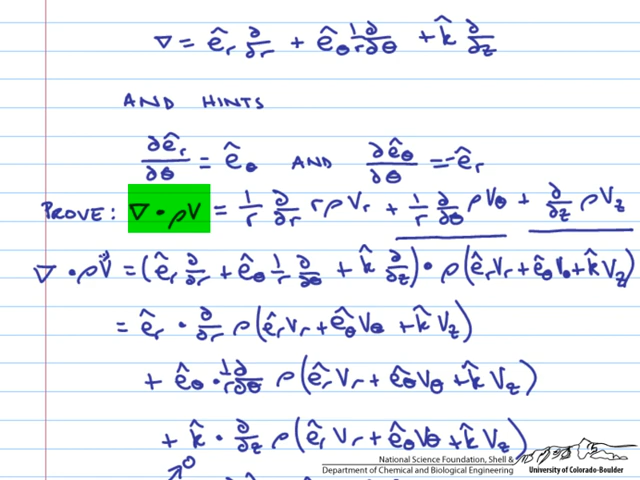 ∇ = ê_r ∂/∂r + ê_θ 1/r ∂/∂θ + k̂ ∂/∂z
AND HINTS
∂ê_r/∂θ = ê_θ AND ∂ê_θ/∂θ = -ê_r
PROVE: ∇ · ρV = 1/r ∂/∂r rρV_r + 1/r ∂/∂θ ρV_θ + ∂/∂z ρV_z
∇ · ρV⃗ = (ê_r ∂/∂r + ê_θ 1/r ∂/∂θ + k̂ ∂/∂z) · ρ(ê_r V_r + ê_θ V_θ + k̂ V_z)
= ê_r · ∂/∂r ρ(ê_r V_r + ê_θ V_θ + k̂ V_z)
+ ê_θ · 1/r ∂/∂θ ρ(ê_r V_r + ê_θ V_θ + k̂ V_z)
+ k̂ · ∂/∂z ρ(ê_r V_r + ê_θ V_θ + k̂ V_z)
0
National Science Foundation, Shell &
Department of Chemical and Biological Engineering
University of Colorado-Boulder